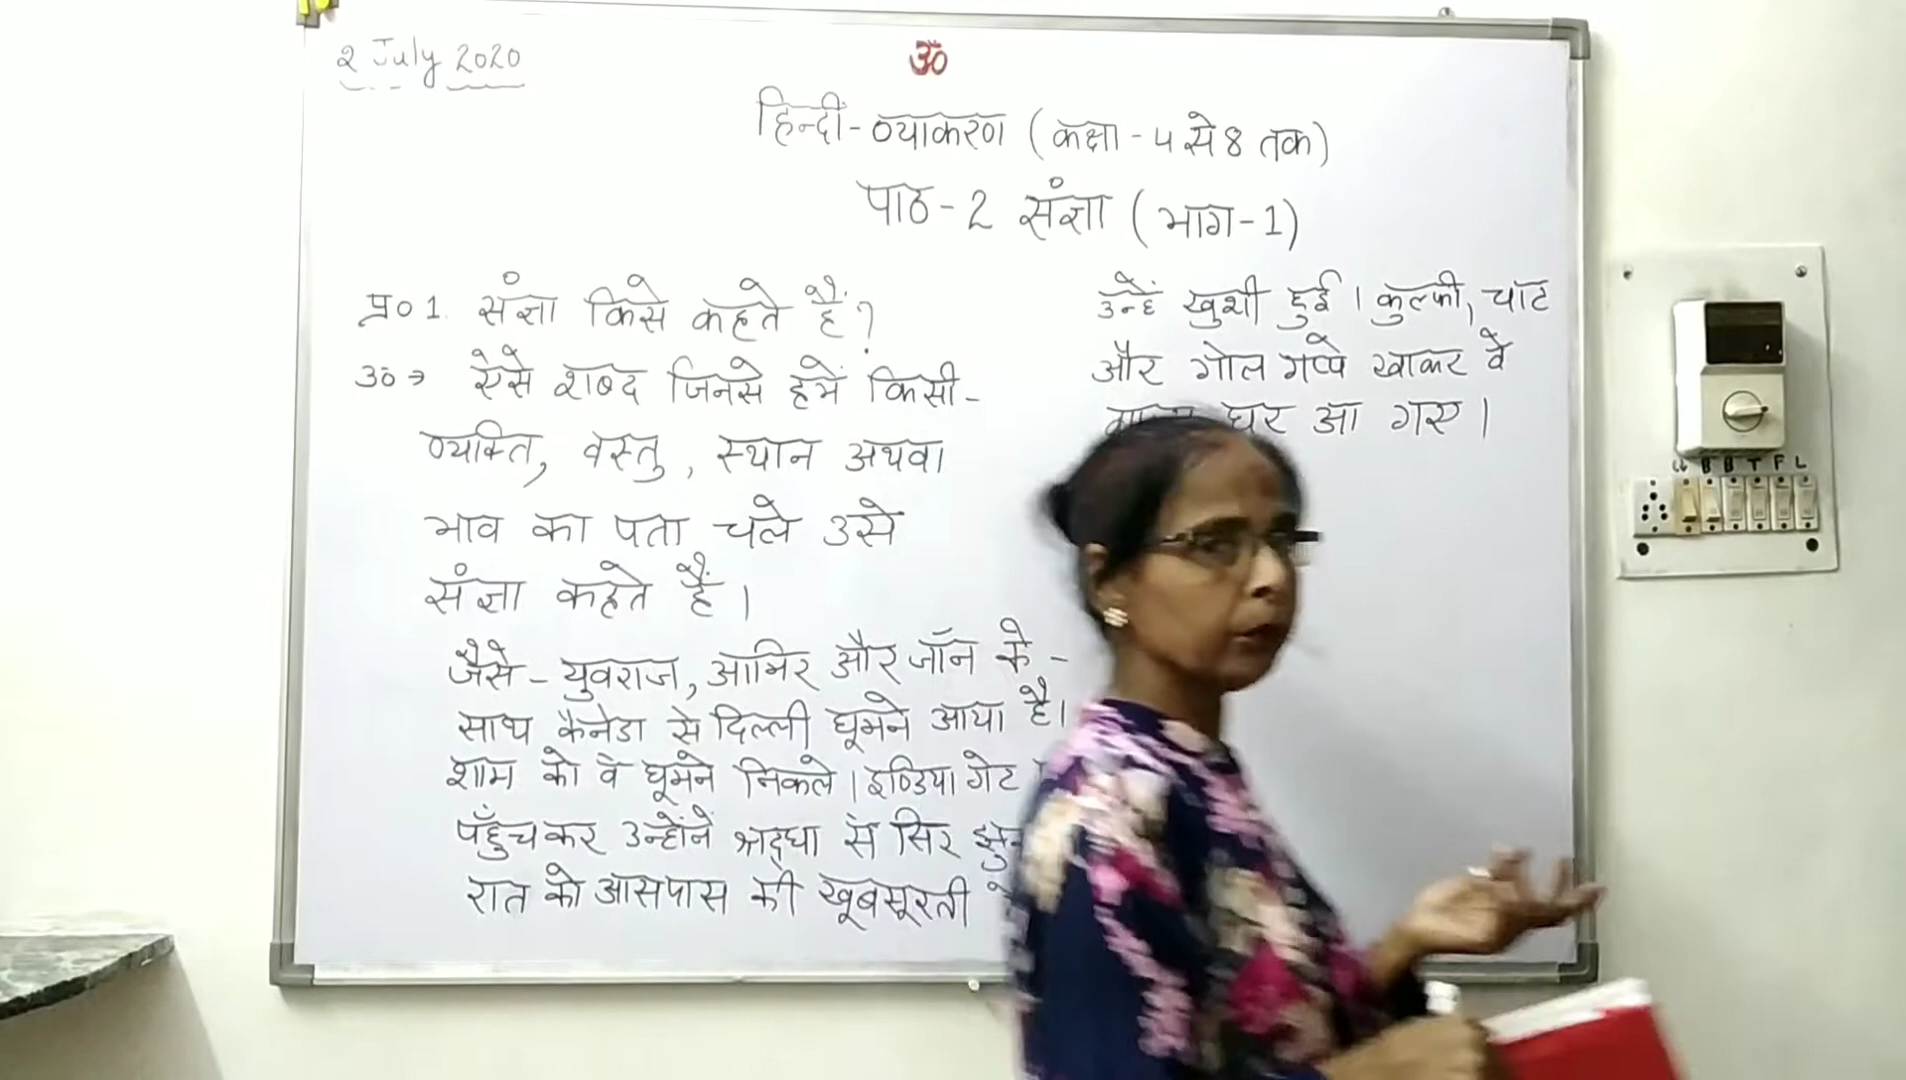 2 July 2020
ॐ
हिन्दी-व्याकरण (कक्षा-4 से 8 तक)
पाठ-2 संज्ञा (भाग-1)
प्र० 1. संज्ञा किसे कहते हैं?
उ०→ ऐसे शब्द जिनसे हमें किसी-
व्यक्ति, वस्तु, स्थान अथवा
भाव का पता चले उसे
संज्ञा कहते हैं।
जैसे-युवराज, आमिर और जॉन के-
साथ कैनेडा से दिल्ली घूमने आया है।
शाम को वे घूमने निकले। इण्डिया गेट
पहुँचकर उन्होंनें श्रद्धा से सिर
रात को आसपास की खूबसूरती
उन्हें खुशी हुई। कुल्फी, चाट
और गोल गप्पे खाकर वे
घर आ गए।
W B B T F L